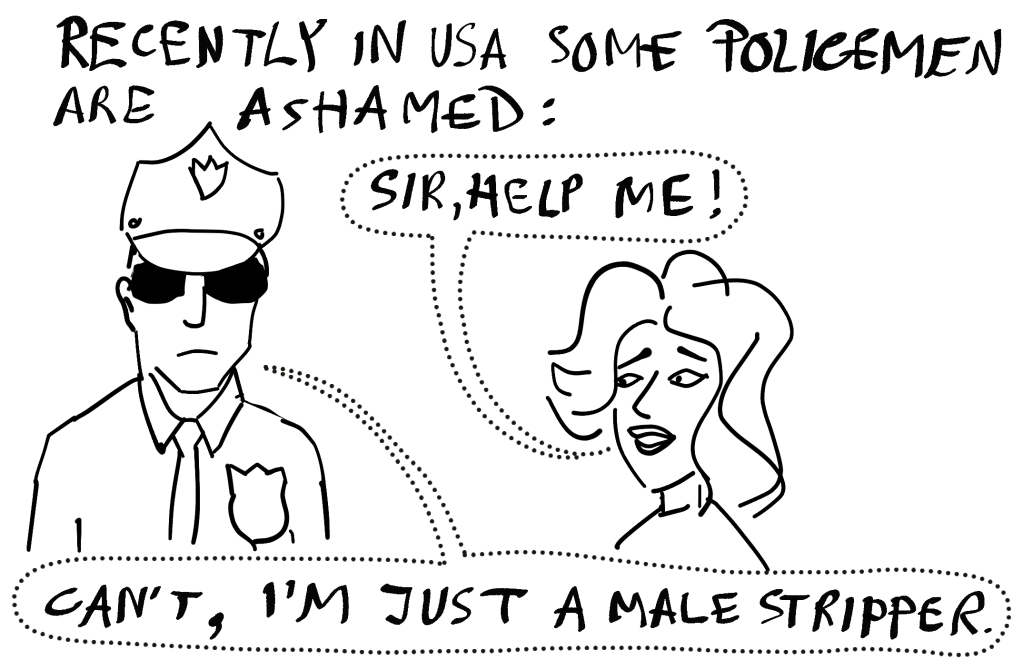 RECENTLY IN USA SOME POLICEMEN
ARE ASHAMED:
SIR, HELP ME!
CAN'T, I'M JUST A MALE STRIPPER.